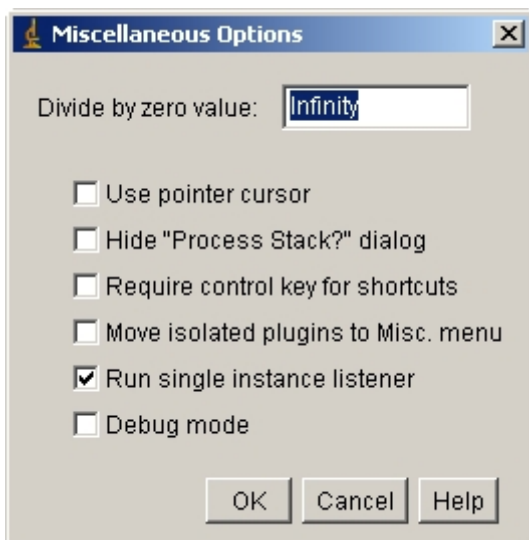 Miscellaneous Options
Divide by zero value: Infinity
Use pointer cursor
Hide "Process Stack?" dialog
Require control key for shortcuts
Move isolated plugins to Misc. menu
Run single instance listener
Debug mode
OK Cancel Help